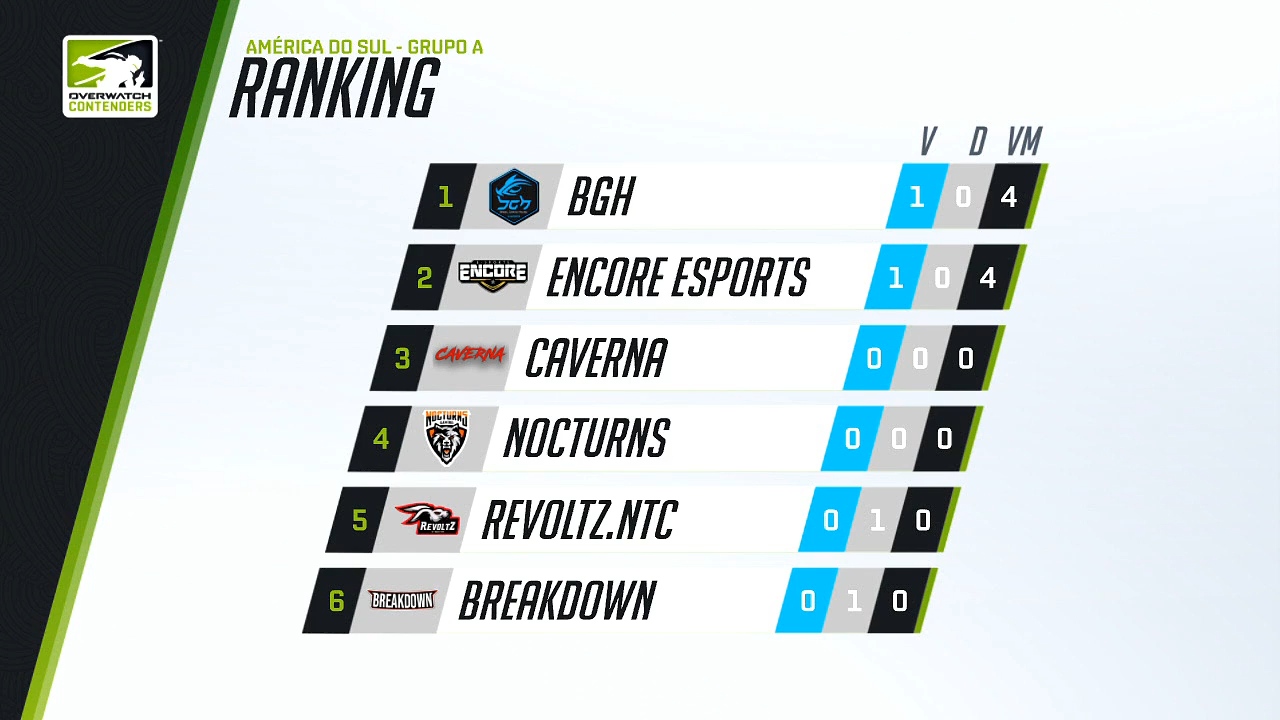 OVERWATCH
CONTENDERS
AMÉRICA DO SUL - GRUPO A
RANKING
V D VM
1 BGH 1 0 4
2 ENCORE ENCORE ESPORTS 1 0 4
3 CAVERNA CAVERNA 0 0 0
4 NOCTURNS NOCTURNS 0 0 0
5 REVOLTZ REVOLTZ.NTC 0 1 0
6 BREAKDOWN BREAKDOWN 0 1 0